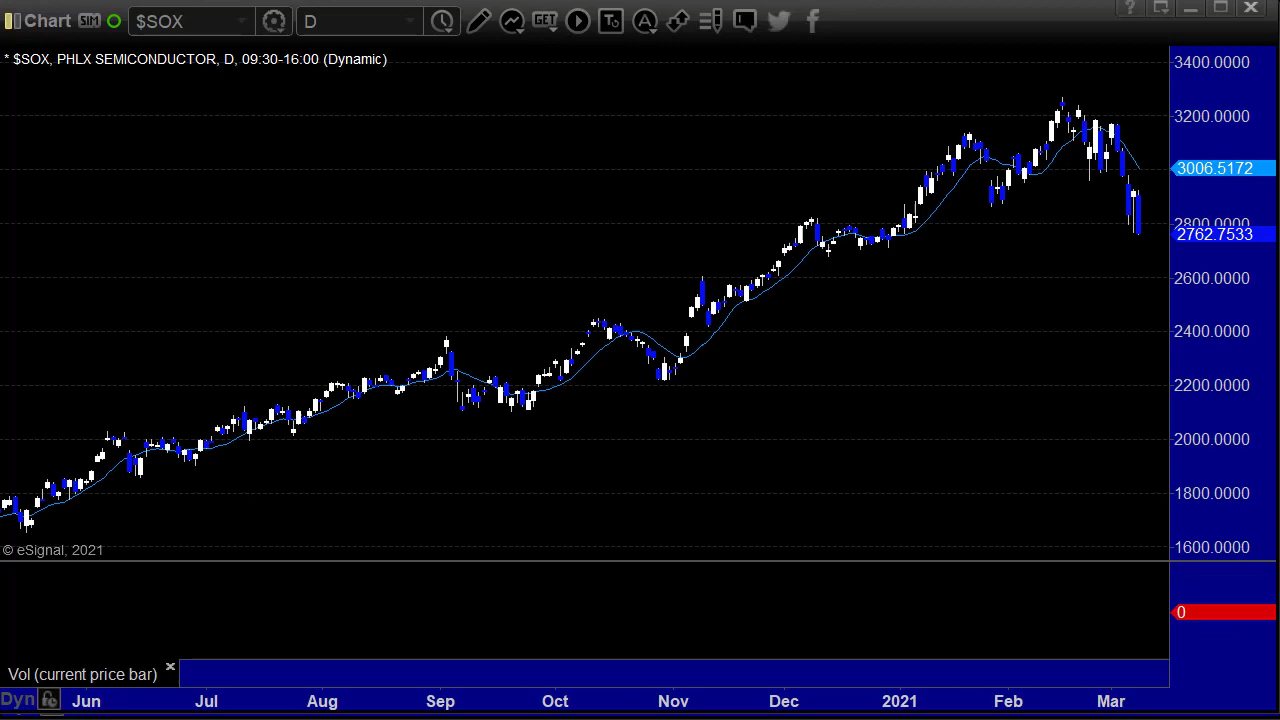 Chart SIM $SOX D GET T A ?
* $SOX, PHLX SEMICONDUCTOR, D, 09:30-16:00 (Dynamic)
3400.0000
3200.0000
3006.5172
2800.0000
2762.7533
2600.0000
2400.0000
2200.0000
2000.0000
1800.0000
1600.0000
© eSignal, 2021
0
Vol (current price bar) ×
Dyn Jun Jul Aug Sep Oct Nov Dec 2021 Feb Mar